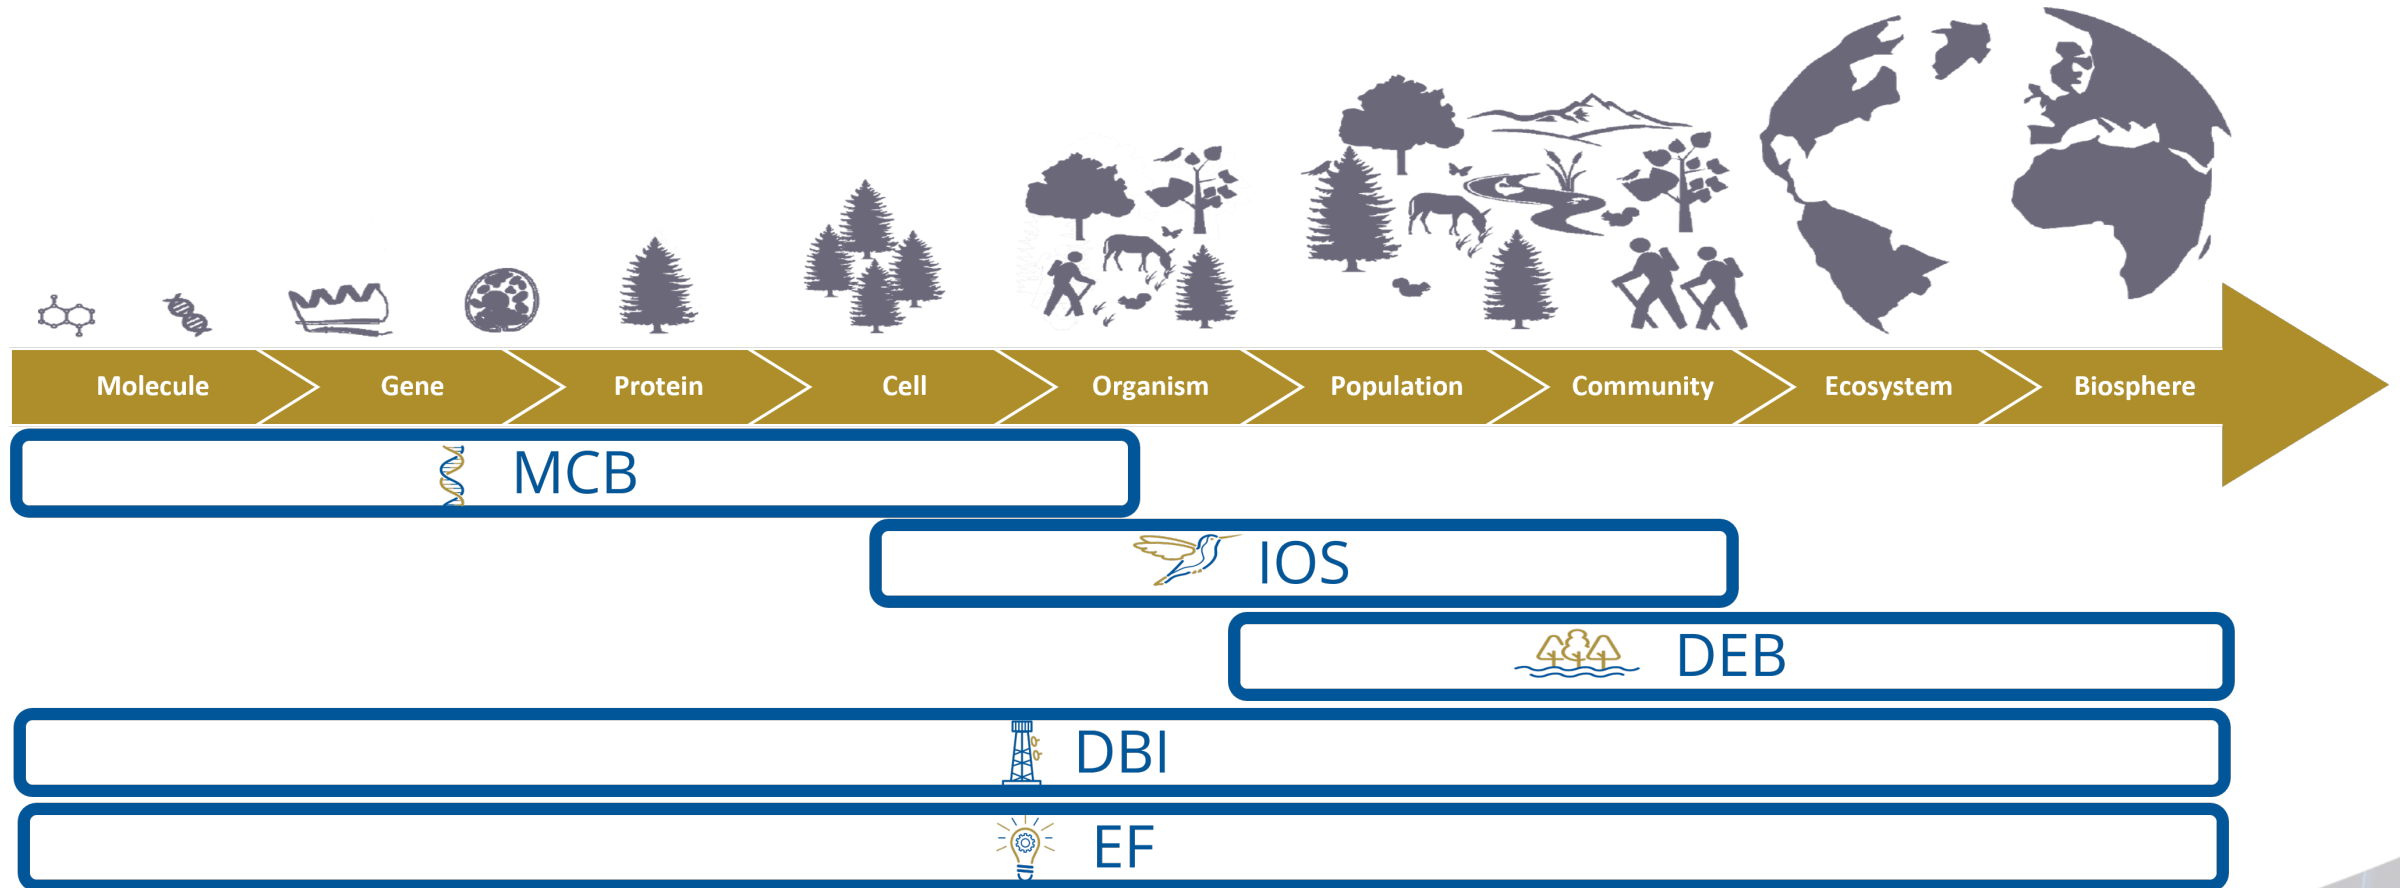 Molecule Gene Protein Cell Organism Population Community Ecosystem Biosphere
MCB
IOS
DEB
DBI
EF